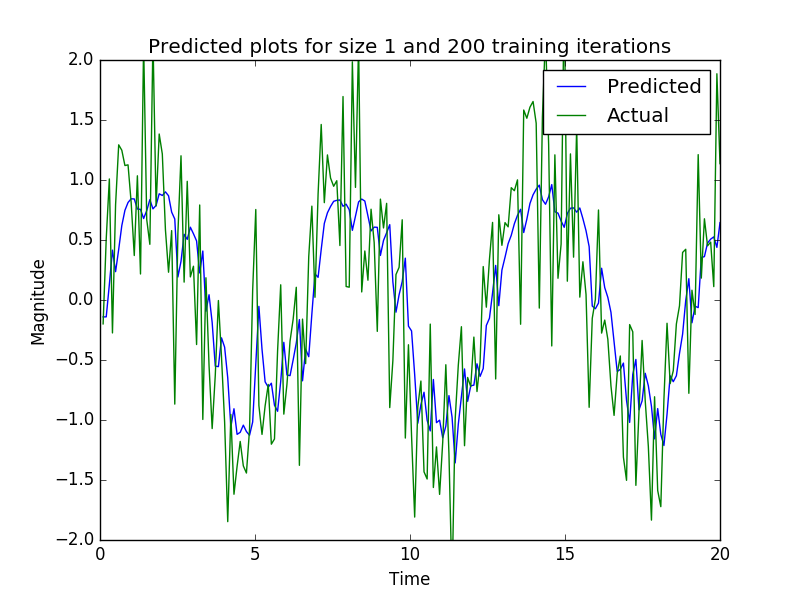 Predicted plots for size 1 and 200 training iterations
2.0
1.5
1.0
0.5
0.0
−0.5
−1.0
−1.5
−2.0
Magnitude
Predicted
Actual
0 5 10 15 20
Time